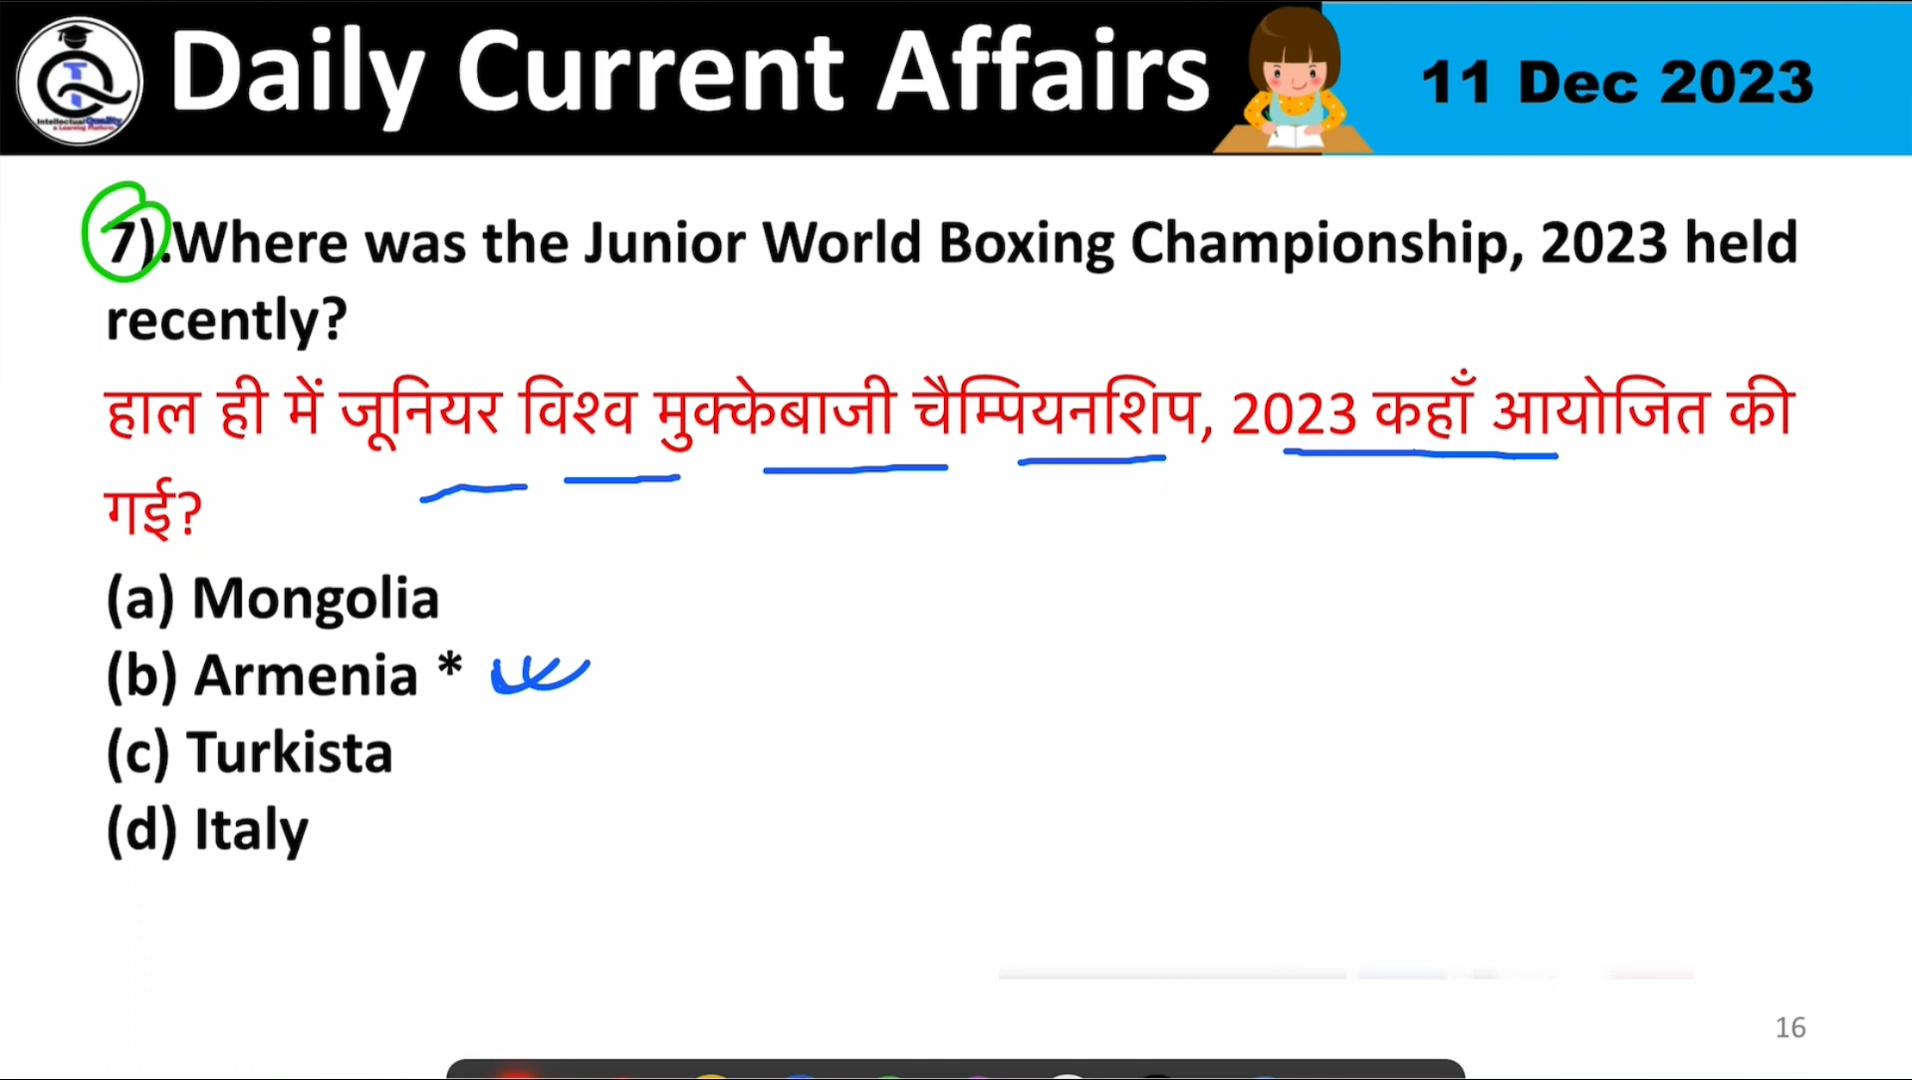 Daily Current Affairs
11 Dec 2023
7).Where was the Junior World Boxing Championship, 2023 held
recently?
हाल ही में जूनियर विश्व मुक्केबाजी चैम्पियनशिप, 2023 कहाँ आयोजित की
गई?
(a) Mongolia
(b) Armenia *
(c) Turkista
(d) Italy
16